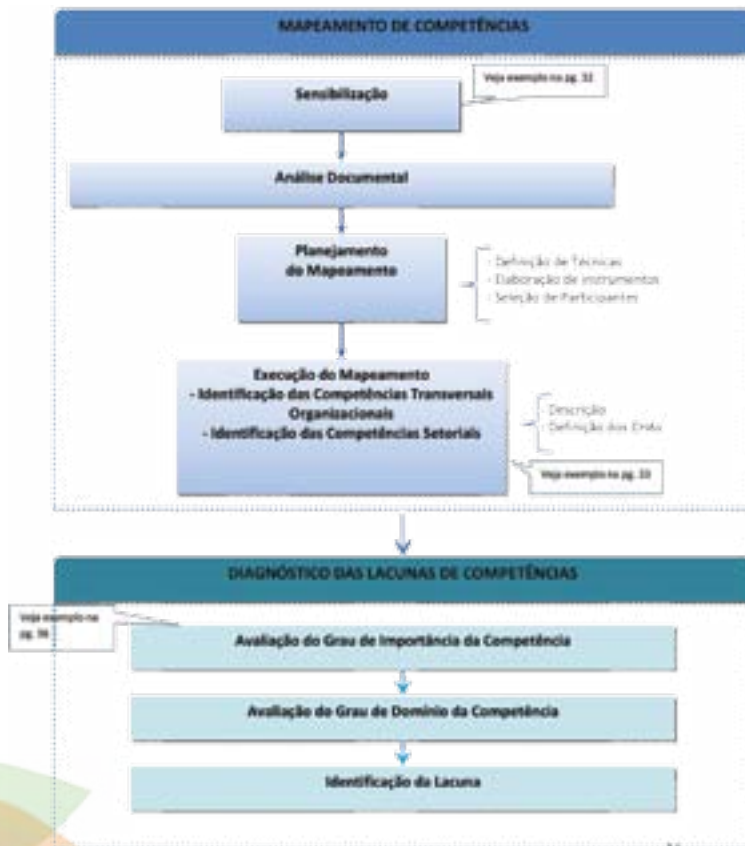 MAPEAMENTO DE COMPETÊNCIAS
Veja exemplo na pg. 32
Sensibilização
Análise Documental
Planejamento
do Mapeamento
- Definição de Técnicas
- Elaboração de instrumentos
- Seleção de Participantes
Execução do Mapeamento
- Identificação das Competências Transversais
Organizacionais
- Identificação das Competências Setoriais
- Descrição
- Definição dos
Veja exemplo na pg. 33
DIAGNÓSTICO DAS LACUNAS DE COMPETÊNCIAS
Veja exemplo na
pg.
Avaliação do Grau de Importância da Competência
Avaliação do Grau de Domínio da Competência
Identificação da Lacuna